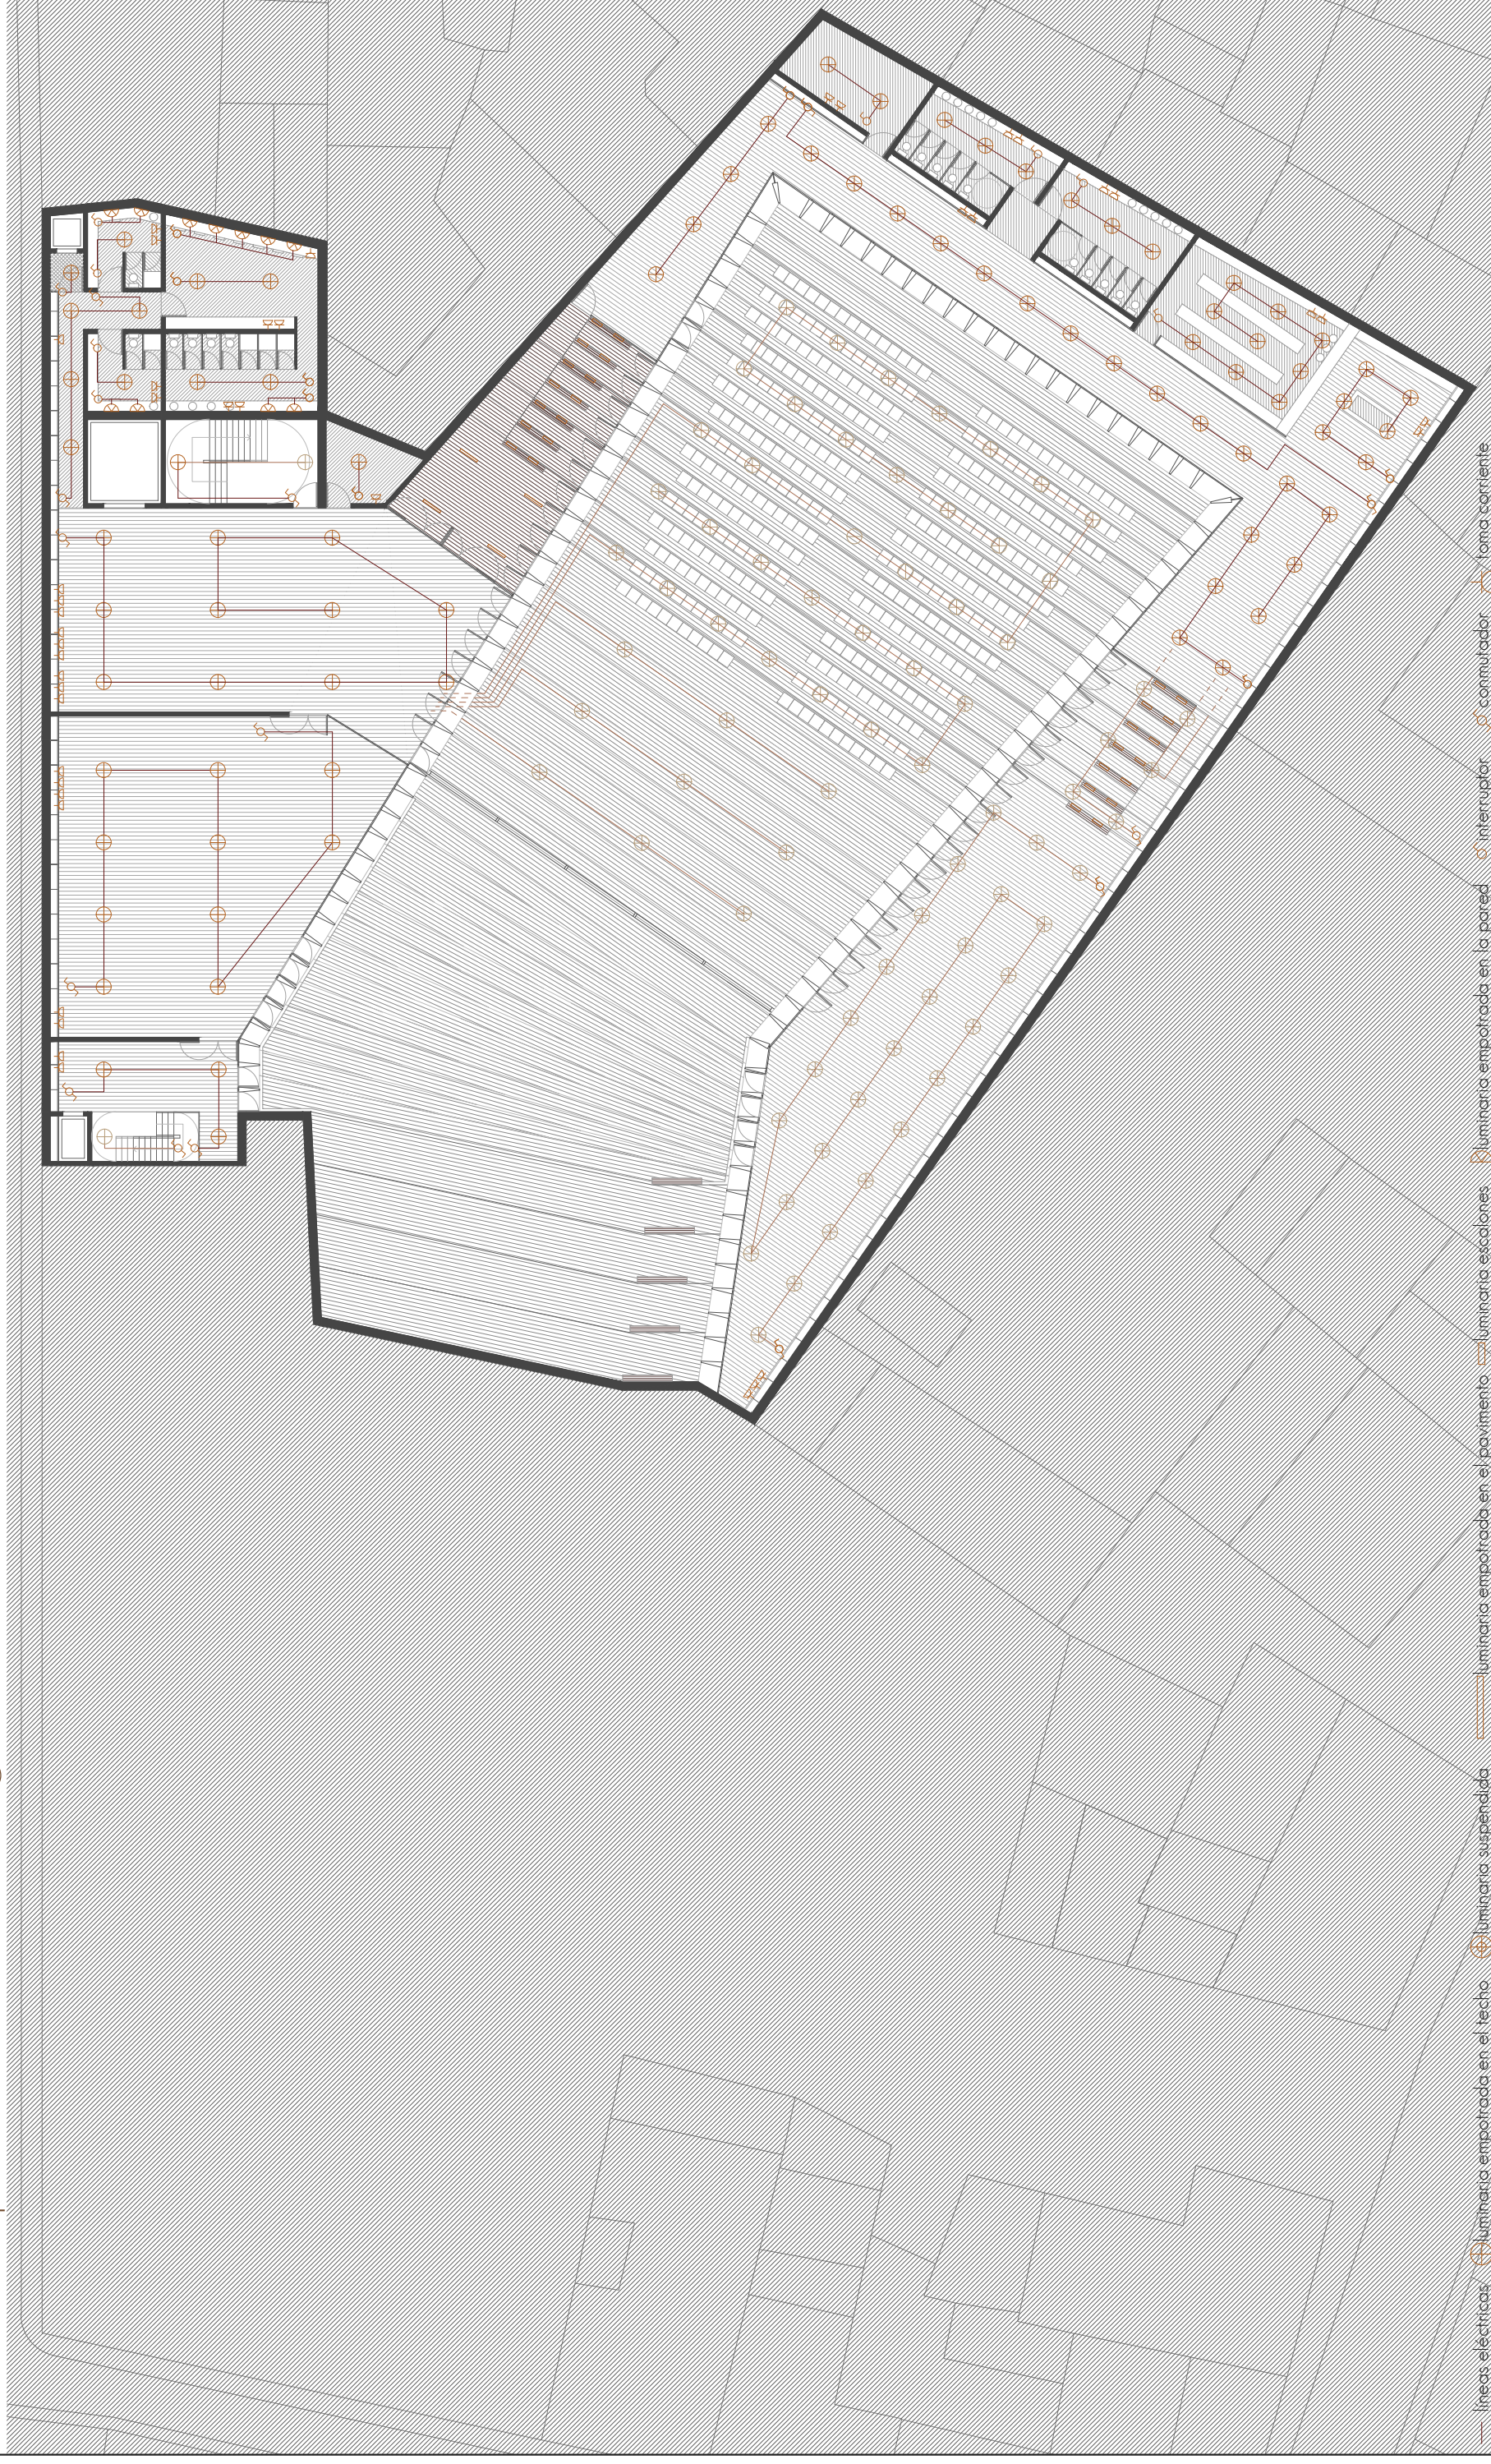 líneas eléctricas luminaria empotrada en el techo luminaria suspendida luminaria empotrada en el pavimento luminaria escalones luminaria empotrada en la pared interruptor conmutador toma corriente